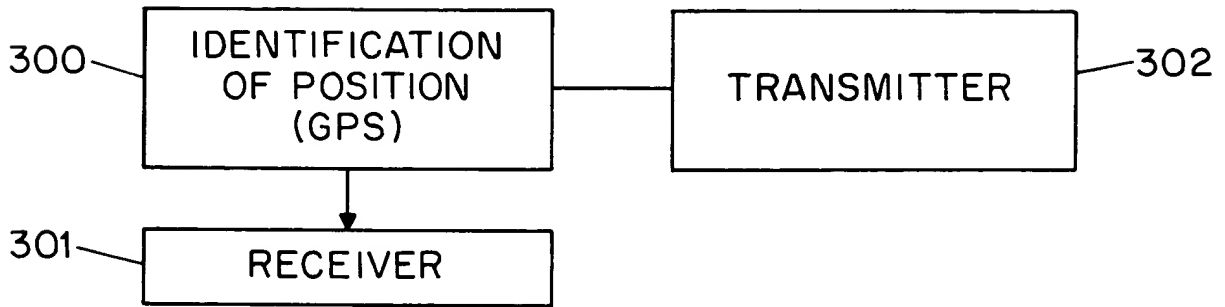 300
IDENTIFICATION
OF POSITION
(GPS)
TRANSMITTER
302
301
RECEIVER